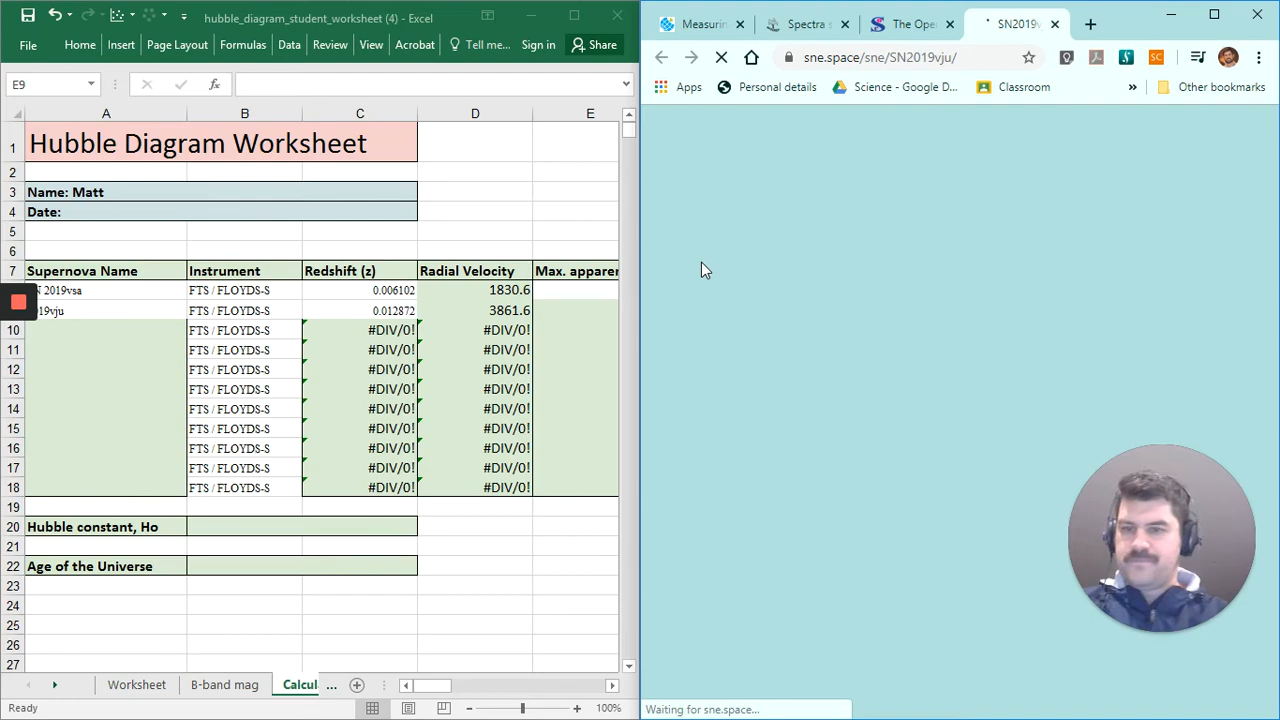 hubble_diagram_student_worksheet (4) - Excel
File Home Insert Page Layout Formulas Data Review View Acrobat Tell me... Sign in Share
E9 fx
A B C D E
1 Hubble Diagram Worksheet
2
3 Name: Matt
4 Date:
5
6
7 Supernova Name Instrument Redshift (z) Radial Velocity Max. apparen
N 2019vsa FTS / FLOYDS-S 0.006102 1830.6
019vju FTS / FLOYDS-S 0.012872 3861.6
10 FTS / FLOYDS-S #DIV/0! #DIV/0!
11 FTS / FLOYDS-S #DIV/0! #DIV/0!
12 FTS / FLOYDS-S #DIV/0! #DIV/0!
13 FTS / FLOYDS-S #DIV/0! #DIV/0!
14 FTS / FLOYDS-S #DIV/0! #DIV/0!
15 FTS / FLOYDS-S #DIV/0! #DIV/0!
16 FTS / FLOYDS-S #DIV/0! #DIV/0!
17 FTS / FLOYDS-S #DIV/0! #DIV/0!
18 FTS / FLOYDS-S #DIV/0! #DIV/0!
19
20 Hubble constant, Ho
21
22 Age of the Universe
23
24
25
26
27
Worksheet B-band mag Calcul ...
Ready 100%
Measurin Spectra s The Ope SN2019v
sne.space/sne/SN2019vju/
Apps Personal details Science - Google D... Classroom » Other bookmarks
Waiting for sne.space...